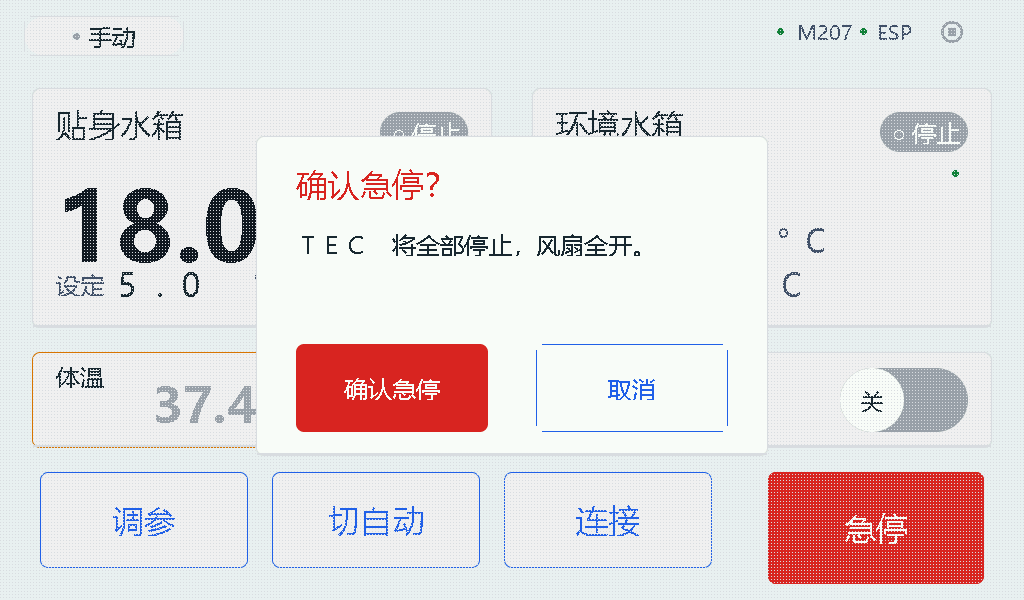 手动
M207 ESP
贴身水箱
停止
环境水箱
停止
18.0
° C
设定 5.0
C
确认急停?
TEC 将全部停止，风扇全开。
确认急停
取消
体温
37.4
关
调参
切自动
连接
急停